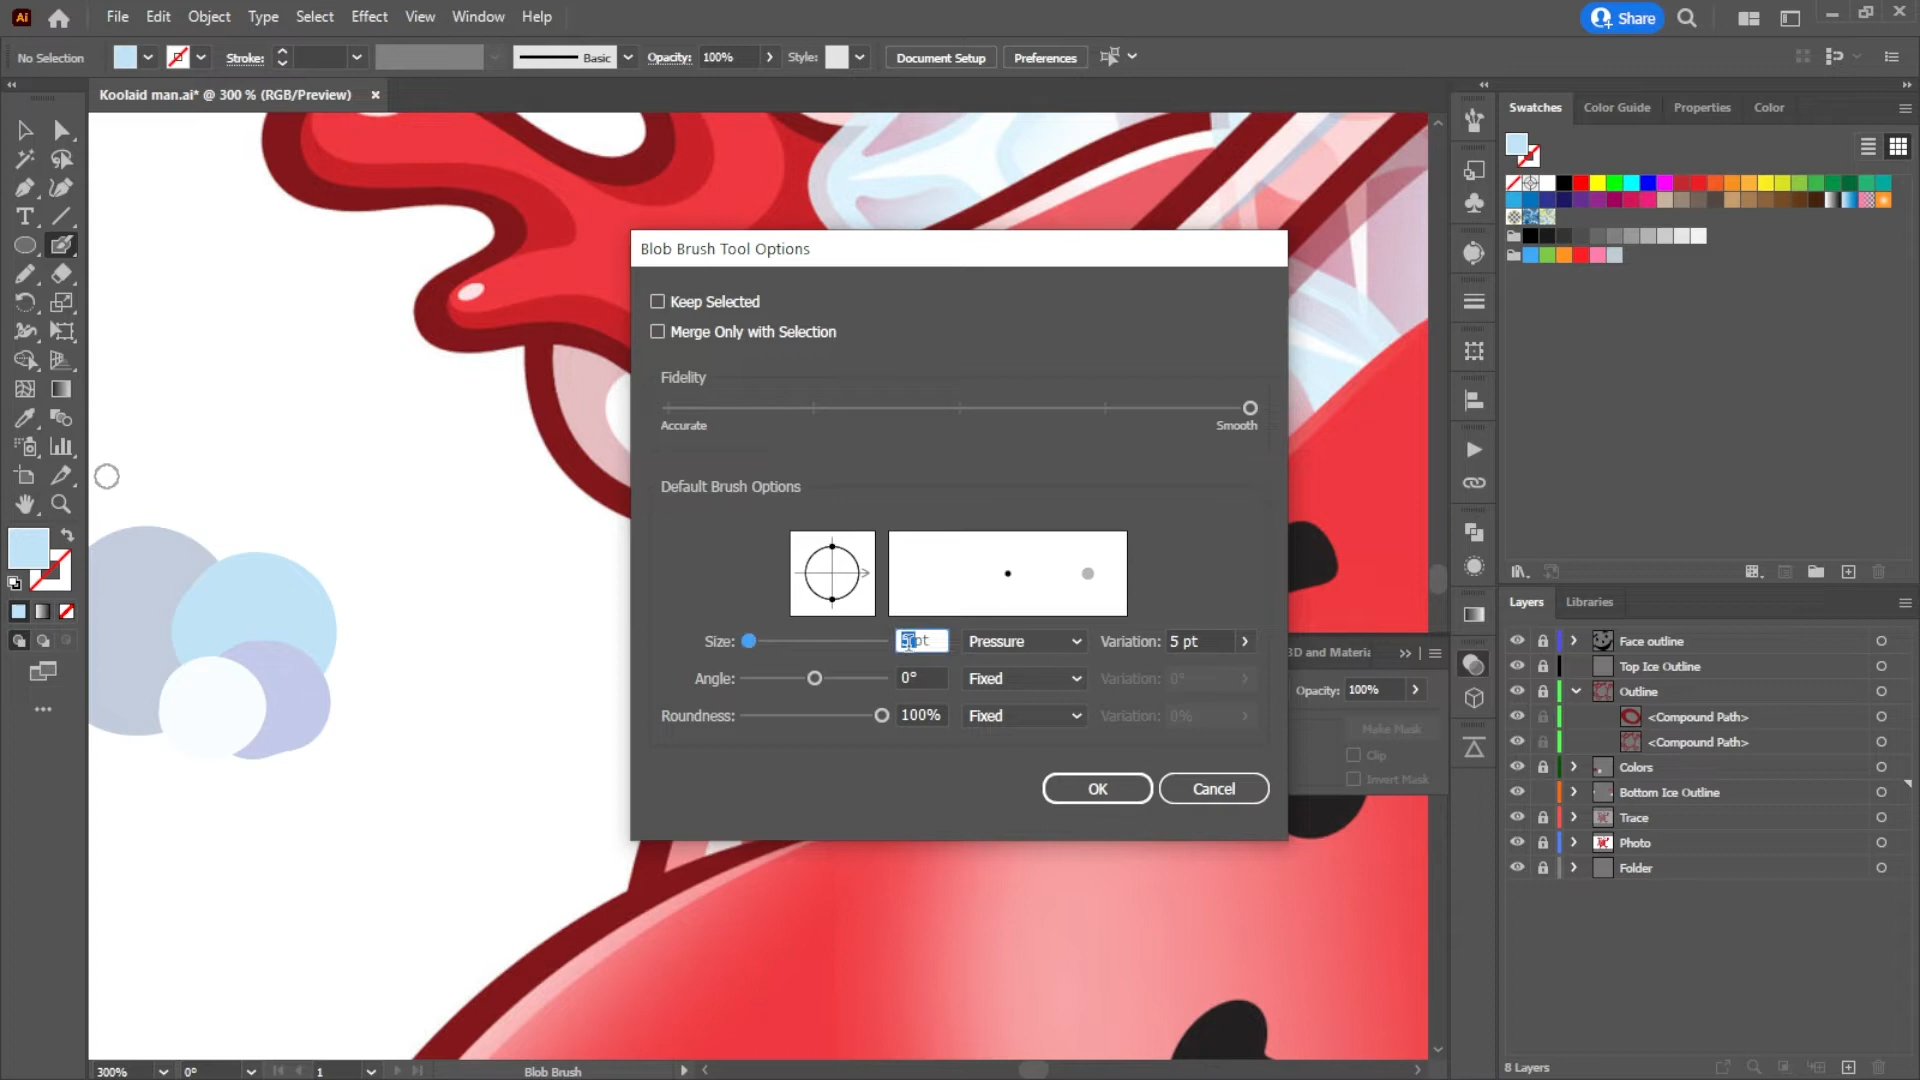 Ai File Edit Object Type Select Effect View Window Help Share
No Selection Stroke: Basic Opacity: 100% Style: Document Setup Preferences
Koolaid man.ai* @ 300 % (RGB/Preview)
Swatches Color Guide Properties Color
Blob Brush Tool Options
Keep Selected
Merge Only with Selection
Fidelity
Accurate Smooth
Default Brush Options
Size: 5 pt Pressure Variation: 5 pt
Angle: 0° Fixed Variation: 0°
Roundness: 100% Fixed Variation: 0%
OK Cancel
3D and Materia
Opacity: 100%
Make Mask
Clip
Invert Mask
Layers Libraries
Face outline
Top Ice Outline
Outline
<Compound Path>
<Compound Path>
Colors
Bottom Ice Outline
Trace
Photo
Folder
8 Layers
300% 0° 1 Blob Brush